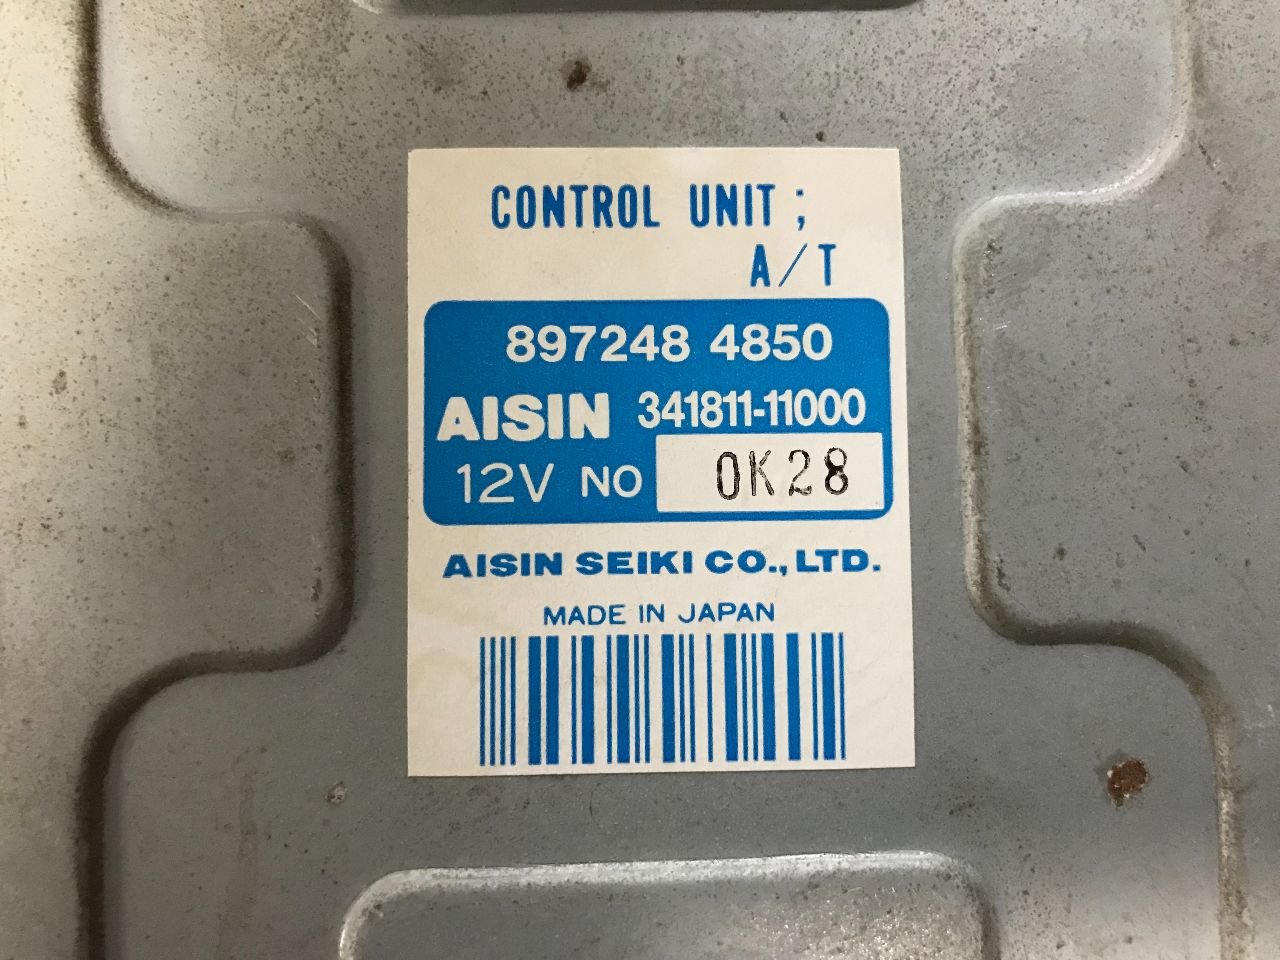 CONTROL UNIT ;
A/T
897248 4850
AISIN 341811-11000
12V NO 0K28
AISIN SEIKI CO., LTD.
MADE IN JAPAN